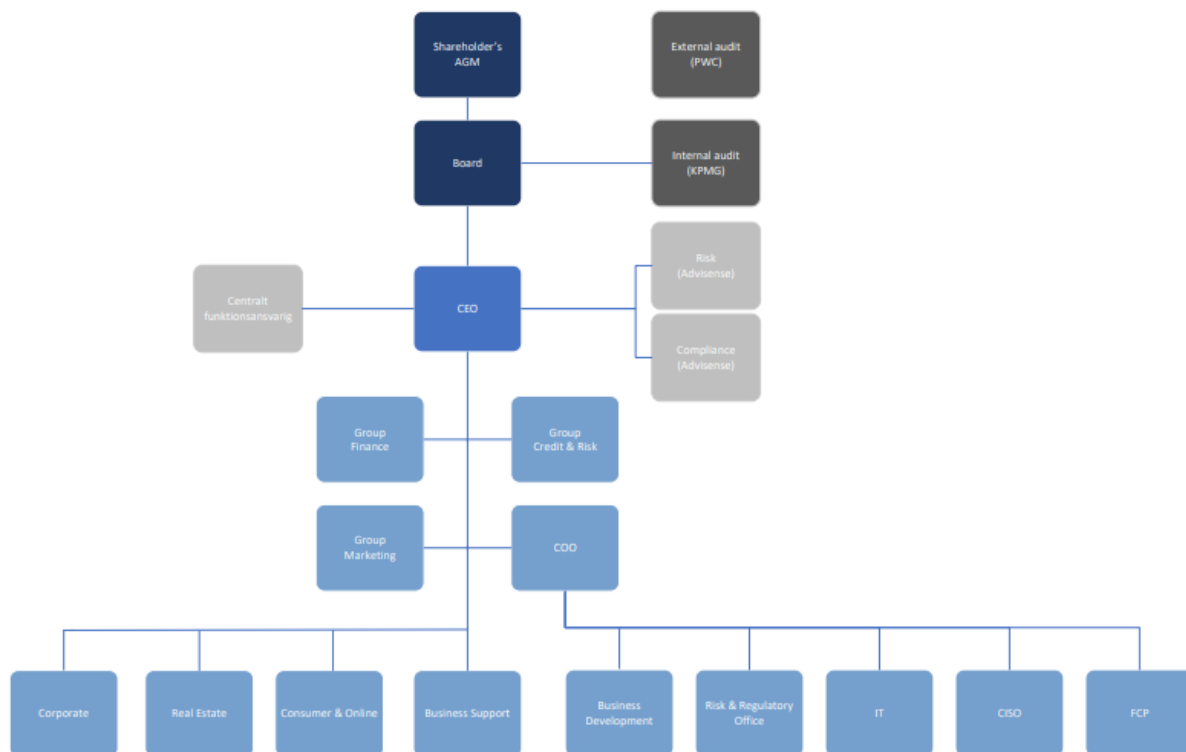 Shareholder's
AGM
External audit
(PWC)
Board
Internal audit
(KPMG)
Centralt
funktionsansvarig
CEO
Risk
(Advisense)
Compliance
(Advisense)
Group
Finance
Group
Credit & Risk
Group
Marketing
COO
Corporate
Real Estate
Consumer & Online
Business Support
Business
Development
Risk & Regulatory
Office
IT
CISO
FCP